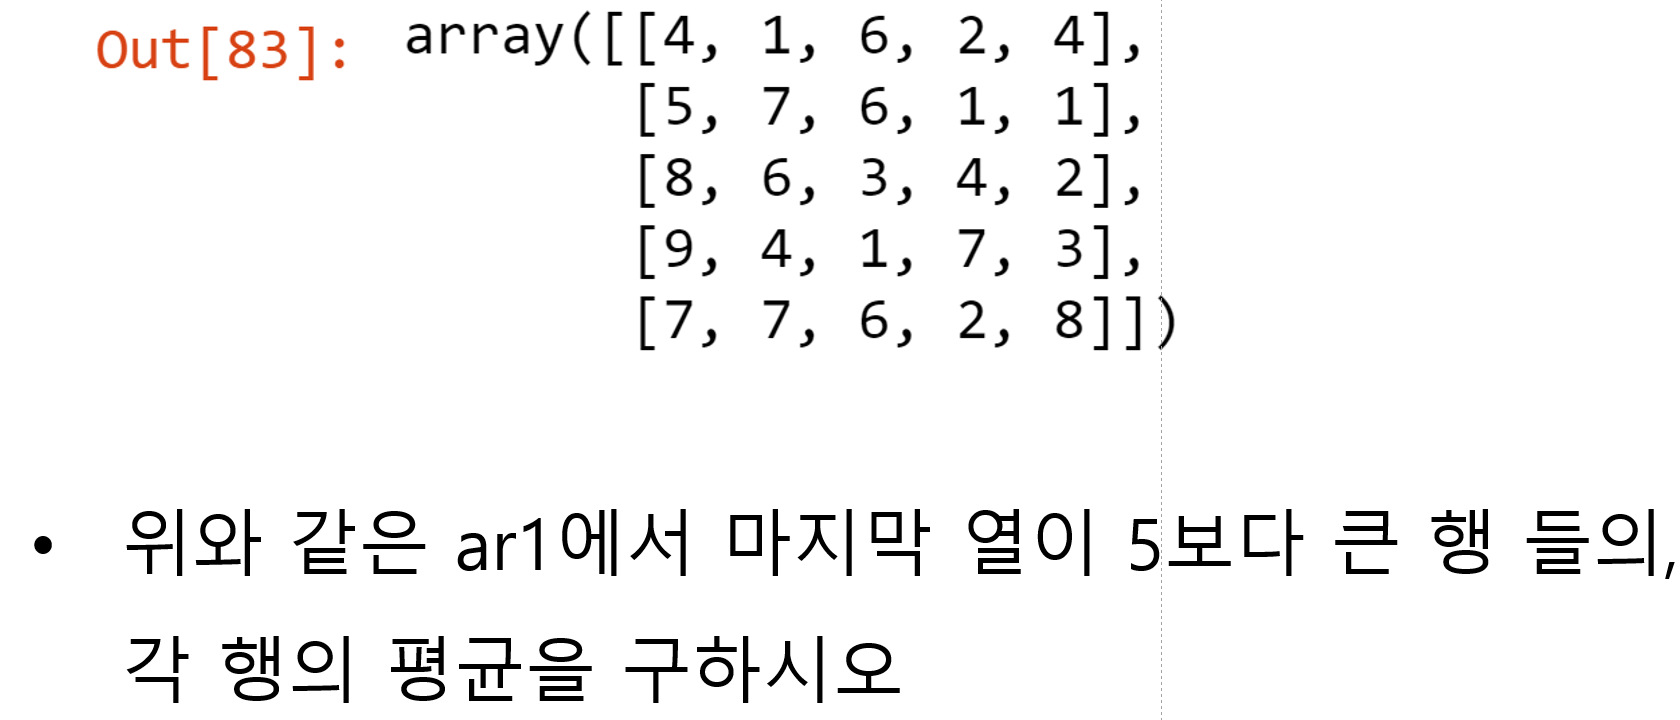 Out[83]: array([[4, 1, 6, 2, 4],
[5, 7, 6, 1, 1],
[8, 6, 3, 4, 2],
[9, 4, 1, 7, 3],
[7, 7, 6, 2, 8]])
• 위와 같은 ar1에서 마지막 열이 5보다 큰 행 들의,
각 행의 평균을 구하시오